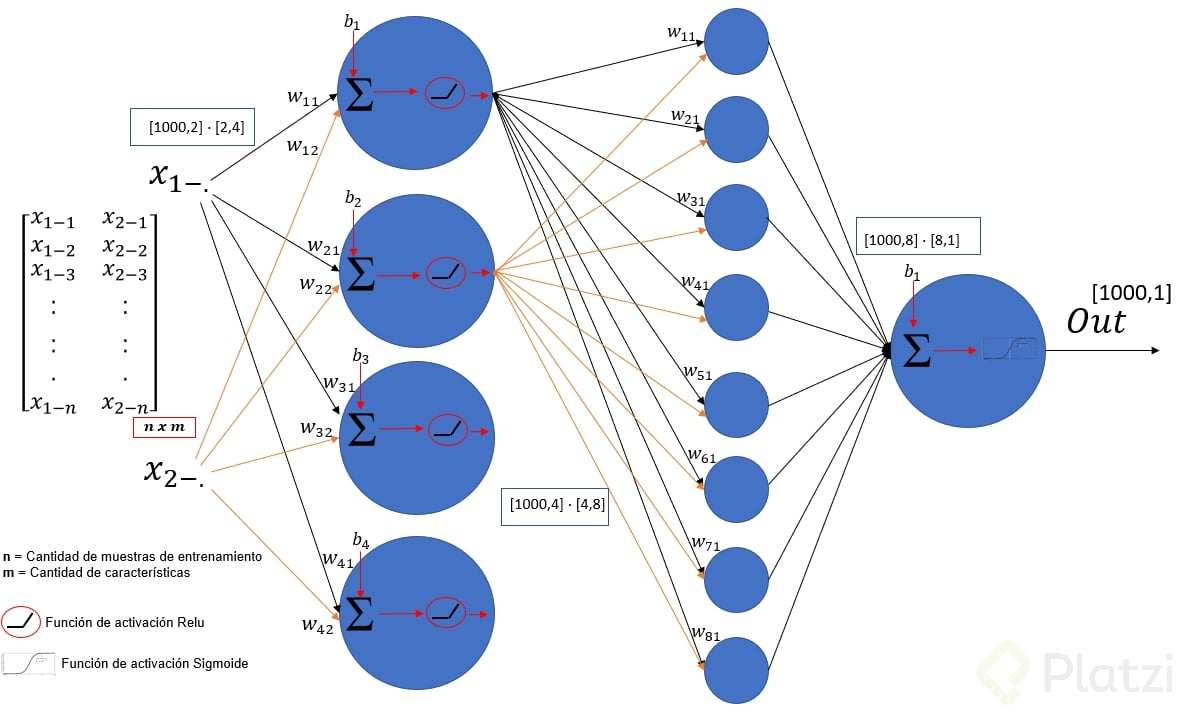 b₁
w₁₁
w₁₁
[1000,2] · [2,4]
w₂₁
w₁₂
x₁₋.
b₂
w₃₁
x₁₋₁ x₂₋₁
x₁₋₂ x₂₋₂
x₁₋₃ x₂₋₃
: :
: :
. .
x₁₋ₙ x₂₋ₙ
n x m
w₂₁
w₂₂
w₄₁
[1000,8] · [8,1]
b₁
[1000,1]
Out
Σ
Σ
Σ
Σ
Σ
b₃
w₃₁
w₃₂
w₅₁
x₂₋.
w₆₁
[1000,4] · [4,8]
b₄
w₄₁
w₄₂
w₇₁
w₈₁
n = Cantidad de muestras de entrenamiento
m = Cantidad de características
Función de activación Relu
Función de activación Sigmoide
Platzi